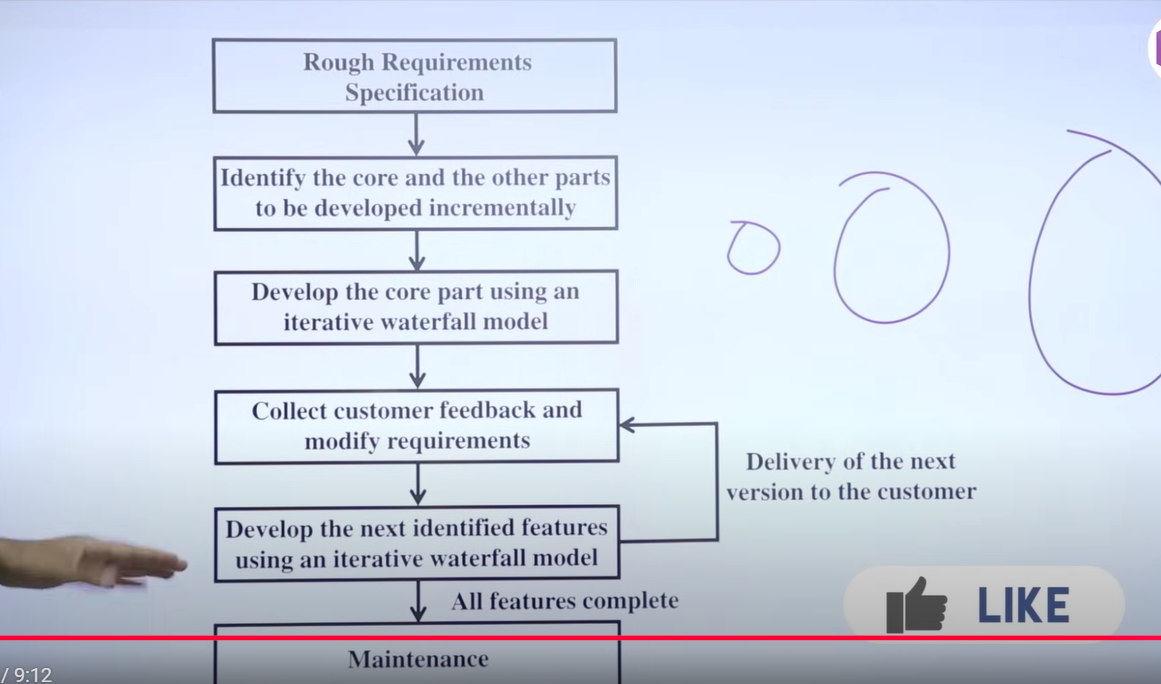 Rough Requirements
Specification
Identify the core and the other parts
to be developed incrementally
Develop the core part using an
iterative waterfall model
Collect customer feedback and
modify requirements
Delivery of the next
version to the customer
Develop the next identified features
using an iterative waterfall model
All features complete
LIKE
Maintenance
/ 9:12